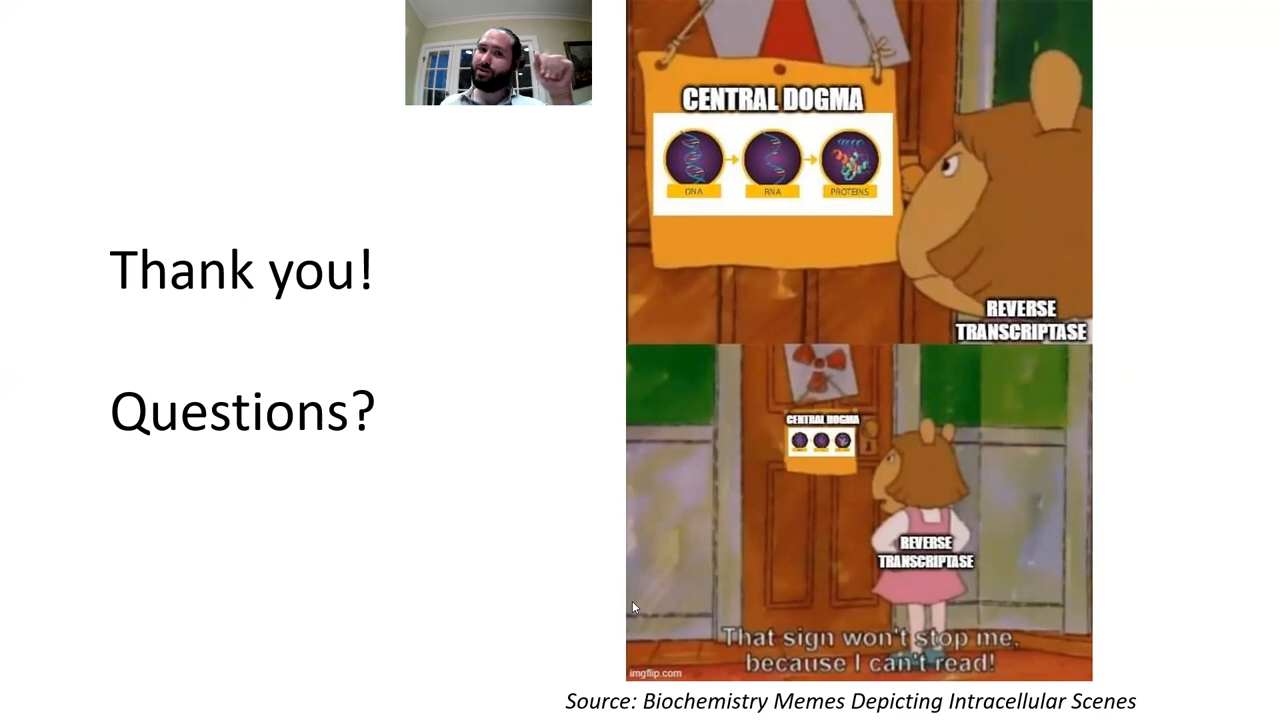 Thank you!
Questions?
CENTRAL DOGMA
DNA
RNA
PROTEINS
REVERSE
TRANSCRIPTASE
CENTRAL DOGMA
REVERSE
TRANSCRIPTASE
That sign won't stop me,
because I can't read!
imgflip.com
Source: Biochemistry Memes Depicting Intracellular Scenes